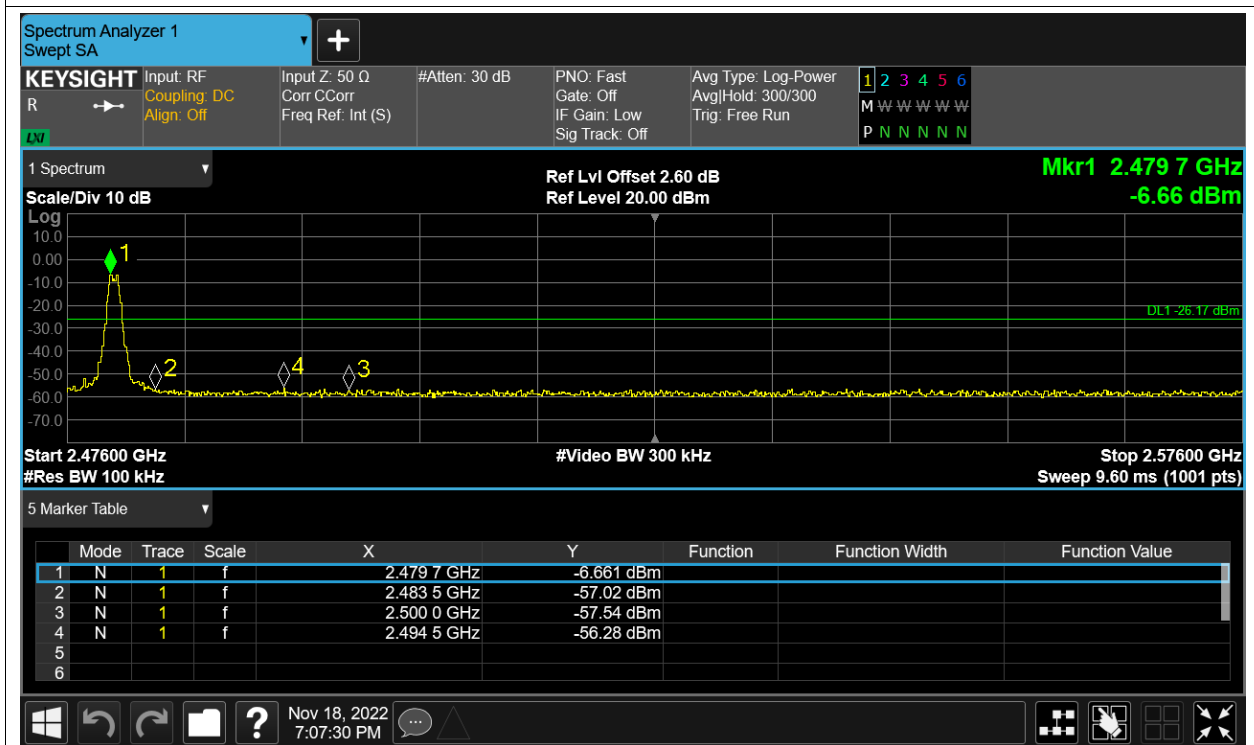 Spectrum Analyzer 1
Swept SA
+
KEYSIGHT Input: RF Input Z: 50 Ω #Atten: 30 dB PNO: Fast Avg Type: Log-Power 1 2 3 4 5 6
R Coupling: DC Corr CCorr Gate: Off Avg|Hold: 300/300 M W W W W W
Align: Off Freq Ref: Int (S) IF Gain: Low Trig: Free Run
LXI Sig Track: Off P N N N N N
1 Spectrum Ref Lvl Offset 2.60 dB Mkr1 2.479 7 GHz
Scale/Div 10 dB Ref Level 20.00 dBm -6.66 dBm
Log
10.0
1
0.00
-10.0
-20.0
DL1 -26.17 dBm
-30.0
-40.0
2 4 3
-50.0
-60.0
-70.0
Start 2.47600 GHz #Video BW 300 kHz Stop 2.57600 GHz
#Res BW 100 kHz Sweep 9.60 ms (1001 pts)
5 Marker Table
Mode Trace Scale X Y Function Function Width Function Value
1 N 1 f 2.479 7 GHz -6.661 dBm
2 N 1 f 2.483 5 GHz -57.02 dBm
3 N 1 f 2.500 0 GHz -57.54 dBm
4 N 1 f 2.494 5 GHz -56.28 dBm
5
6
? Nov 18, 2022
7:07:30 PM